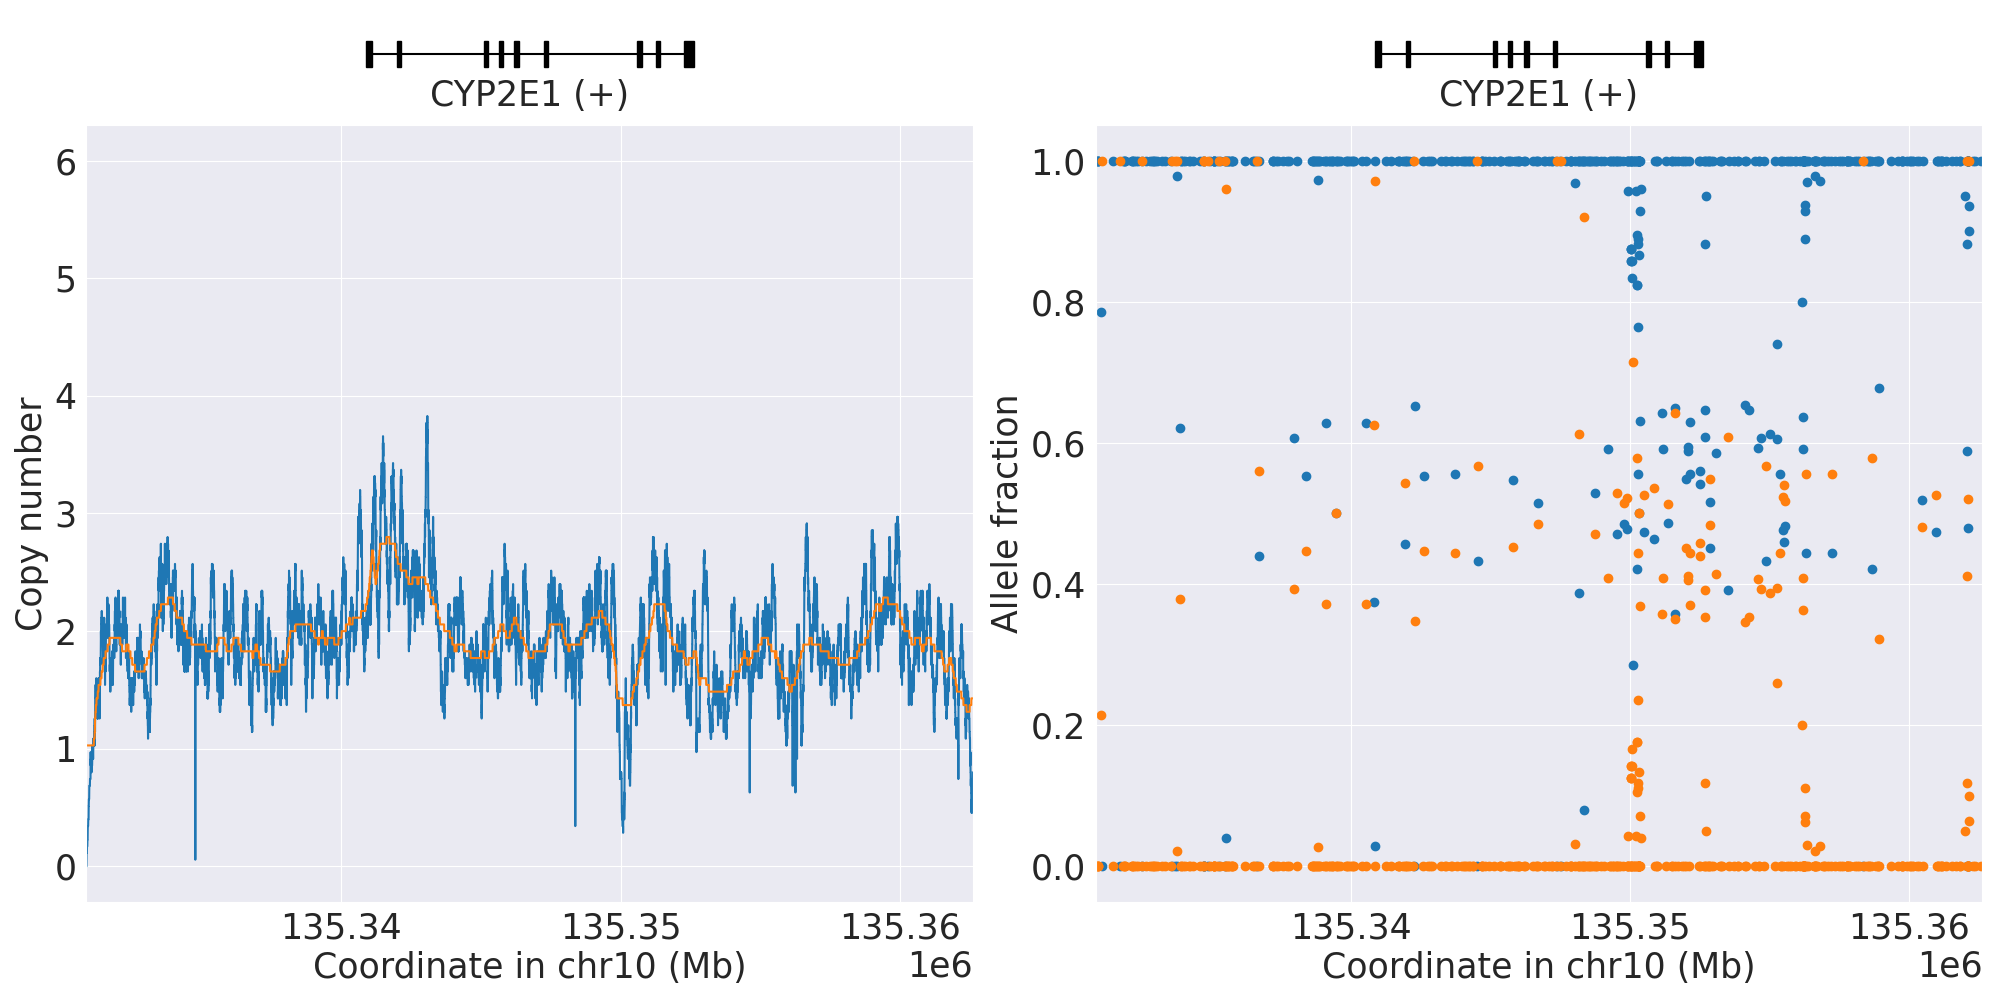 CYP2E1 (+)
6
5
4
3
2
1
0
Copy number
135.34 135.35 135.36
Coordinate in chr10 (Mb)
1e6
CYP2E1 (+)
1.0
0.8
0.6
0.4
0.2
0.0
Allele fraction
135.34 135.35 135.36
Coordinate in chr10 (Mb)
1e6